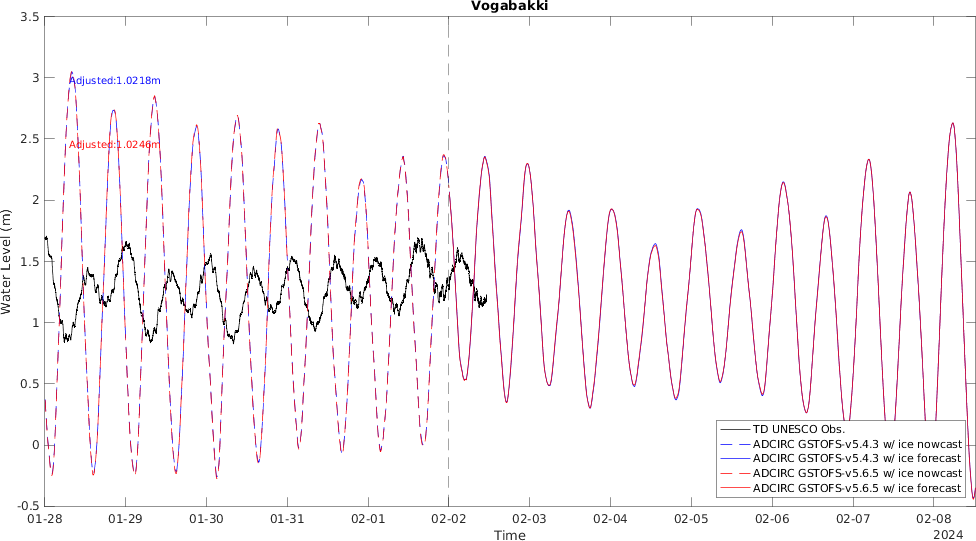 Vogabakki
3.5
3
2.5
2
1.5
1
0.5
0
-0.5
Water Level (m)
Adjusted:1.0218m
Adjusted:1.0246m
TD UNESCO Obs.
ADCIRC GSTOFS-v5.4.3 w/ ice nowcast
ADCIRC GSTOFS-v5.4.3 w/ ice forecast
ADCIRC GSTOFS-v5.6.5 w/ ice nowcast
ADCIRC GSTOFS-v5.6.5 w/ ice forecast
01-28 01-29 01-30 01-31 02-01 02-02 02-03 02-04 02-05 02-06 02-07 02-08
Time
2024